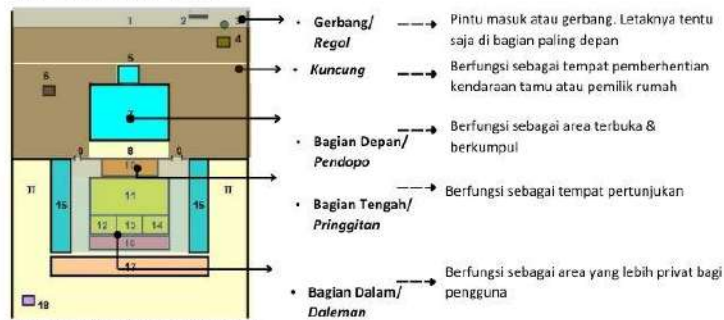 1 2 3
4
5
6
7
8
9 9
10
11
11 11
12 13 14
15 15
16
17
18
• Gerbang/
Regol
Pintu masuk atau gerbang. Letaknya tentu
saja di bagian paling depan
• Kuncung
Berfungsi sebagai tempat pemberhentian
kendaraan tamu atau pemilik rumah
• Bagian Depan/
Pendopo
Berfungsi sebagai area terbuka &
berkumpul
• Bagian Tengah/
Pringgitan
Berfungsi sebagai tempat pertunjukan
• Bagian Dalam/
Daleman
Berfungsi sebagai area yang lebih privat bagi
pengguna